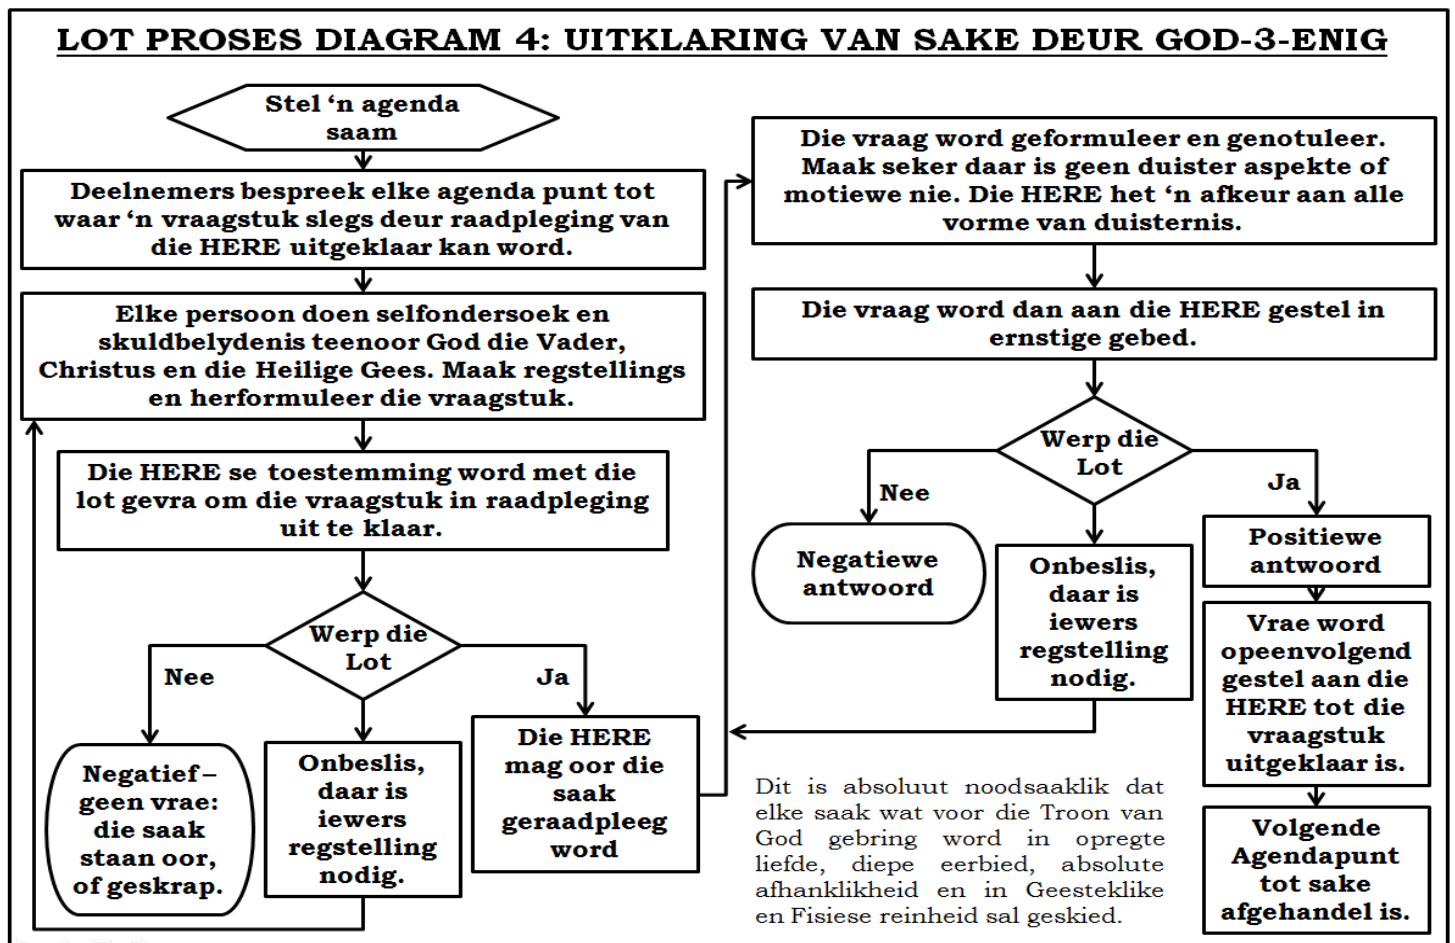 LOT PROSES DIAGRAM 4: UITKLARING VAN SAKE DEUR GOD-3-ENIG
Stel ‘n agenda
saam
Deelnemers bespreek elke agenda punt tot
waar ‘n vraagstuk slegs deur raadpleging van
die HERE uitgeklaar kan word.
Elke persoon doen selfondersoek en
skuldbelydenis teenoor God die Vader,
Christus en die Heilige Gees. Maak regstellings
en herformuleer die vraagstuk.
Die HERE se toestemming word met die
lot gevra om die vraagstuk in raadpleging
uit te klaar.
Werp die
Lot
Nee
Ja
Negatief –
geen vrae:
die saak
staan oor,
of geskrap.
Onbeslis,
daar is
iewers
regstelling
nodig.
Die HERE
mag oor die
saak
geraadpleeg
word
Die vraag word geformuleer en genotuleer.
Maak seker daar is geen duister aspekte of
motiewe nie. Die HERE het ‘n afkeur aan alle
vorme van duisternis.
Die vraag word dan aan die HERE gestel in
ernstige gebed.
Werp die
Lot
Nee
Ja
Negatiewe
antwoord
Onbeslis,
daar is
iewers
regstelling
nodig.
Positiewe
antwoord
Vrae word
opeenvolgend
gestel aan die
HERE tot die
vraagstuk
uitgeklaar is.
Volgende
Agendapunt
tot sake
afgehandel is.
Dit is absoluut noodsaaklik dat
elke saak wat voor die Troon van
God gebring word in opregte
liefde, diepe eerbied, absolute
afhanklikheid en in Geesteklike
en Fisiese reinheid sal geskied.